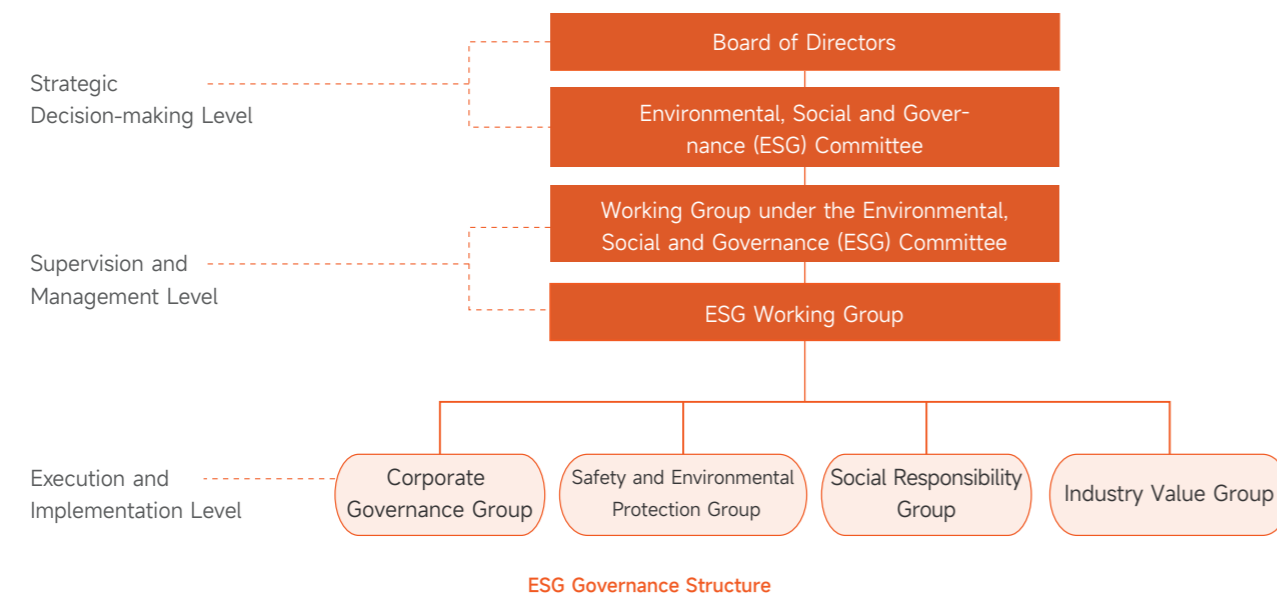 Board of Directors
Strategic
Decision-making Level
Environmental, Social and Gover-
nance (ESG) Committee
Working Group under the Environmental,
Social and Governance (ESG) Committee
Supervision and
Management Level
ESG Working Group
Execution and
Implementation Level
Corporate
Governance Group
Safety and Environmental
Protection Group
Social Responsibility
Group
Industry Value Group
ESG Governance Structure